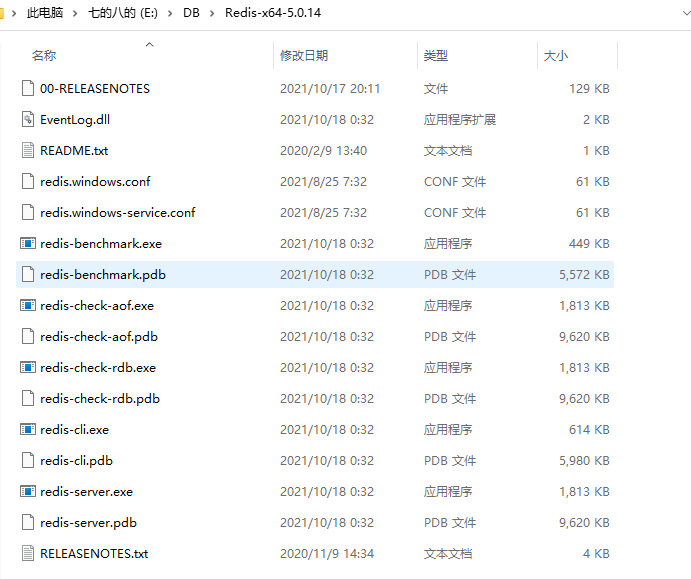 此电脑 > 七的八的 (E:) > DB > Redis-x64-5.0.14
名称 修改日期 类型 大小
00-RELEASENOTES 2021/10/17 20:11 文件 129 KB
EventLog.dll 2021/10/18 0:32 应用程序扩展 2 KB
README.txt 2020/2/9 13:40 文本文档 1 KB
redis.windows.conf 2021/8/25 7:32 CONF 文件 61 KB
redis.windows-service.conf 2021/8/25 7:32 CONF 文件 61 KB
redis-benchmark.exe 2021/10/18 0:32 应用程序 449 KB
redis-benchmark.pdb 2021/10/18 0:32 PDB 文件 5,572 KB
redis-check-aof.exe 2021/10/18 0:32 应用程序 1,813 KB
redis-check-aof.pdb 2021/10/18 0:32 PDB 文件 9,620 KB
redis-check-rdb.exe 2021/10/18 0:32 应用程序 1,813 KB
redis-check-rdb.pdb 2021/10/18 0:32 PDB 文件 9,620 KB
redis-cli.exe 2021/10/18 0:32 应用程序 614 KB
redis-cli.pdb 2021/10/18 0:32 PDB 文件 5,980 KB
redis-server.exe 2021/10/18 0:32 应用程序 1,813 KB
redis-server.pdb 2021/10/18 0:32 PDB 文件 9,620 KB
RELEASENOTES.txt 2020/11/9 14:34 文本文档 4 KB